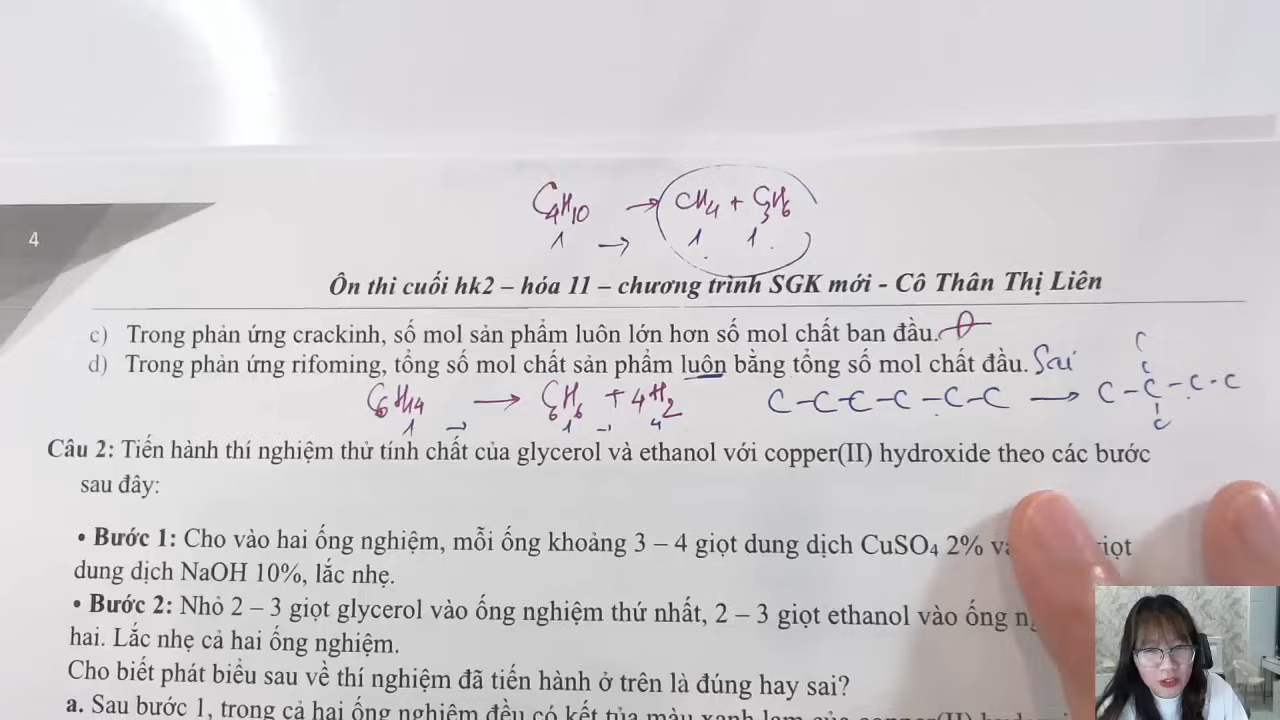 C4H10 → CH4 + C3H6
1 → 1 1
4
Ôn thi cuối hk2 – hóa 11 – chương trình SGK mới - Cô Thân Thị Liên
c) Trong phản ứng crackinh, số mol sản phẩm luôn lớn hơn số mol chất ban đầu. Đ
d) Trong phản ứng rifoming, tổng số mol chất sản phẩm luôn bằng tổng số mol chất đầu. Sai
C6H14 → C6H6 + 4H2 C-C-C-C-C-C → C-C-C-C
1 → 1 → 4
Câu 2: Tiến hành thí nghiệm thử tính chất của glycerol và ethanol với copper(II) hydroxide theo các bước
sau đây:
• Bước 1: Cho vào hai ống nghiệm, mỗi ống khoảng 3 – 4 giọt dung dịch CuSO4 2% giọt
dung dịch NaOH 10%, lắc nhẹ.
• Bước 2: Nhỏ 2 – 3 giọt glycerol vào ống nghiệm thứ nhất, 2 – 3 giọt ethanol vào ống
hai. Lắc nhẹ cả hai ống nghiệm.
Cho biết phát biểu sau về thí nghiệm đã tiến hành ở trên là đúng hay sai?
a. Sau bước 1, trong cả hai ống nghiệm đều có kết tủa màu xanh lam của